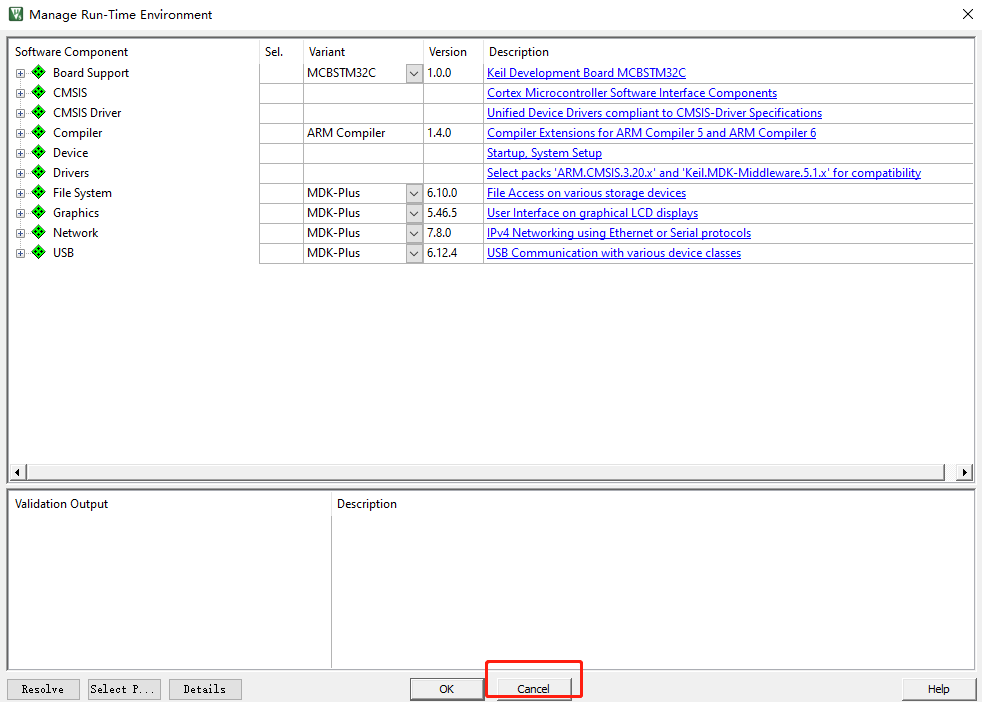 Manage Run-Time Environment
Software Component Sel. Variant Version Description
Board Support MCBSTM32C 1.0.0 Keil Development Board MCBSTM32C
CMSIS Cortex Microcontroller Software Interface Components
CMSIS Driver Unified Device Drivers compliant to CMSIS-Driver Specifications
Compiler ARM Compiler 1.4.0 Compiler Extensions for ARM Compiler 5 and ARM Compiler 6
Device Startup, System Setup
Drivers Select packs 'ARM.CMSIS.3.20.x' and 'Keil.MDK-Middleware.5.1.x' for compatibility
File System MDK-Plus 6.10.0 File Access on various storage devices
Graphics MDK-Plus 5.46.5 User Interface on graphical LCD displays
Network MDK-Plus 7.8.0 IPv4 Networking using Ethernet or Serial protocols
USB MDK-Plus 6.12.4 USB Communication with various device classes
Validation Output Description
Resolve Select P... Details OK Cancel Help